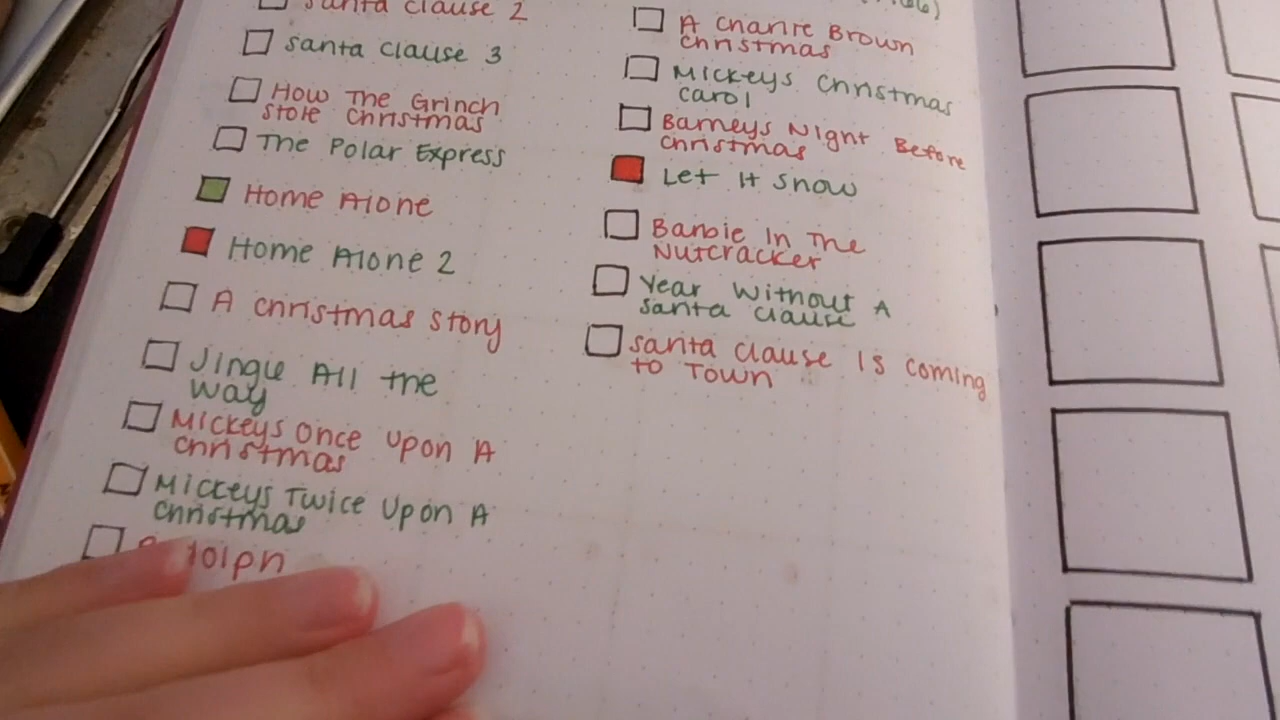 Santa Clause 2
Santa Clause 3
How The Grinch
Stole Christmas
The Polar Express
Home Alone
Home Alone 2
A Christmas Story
Jingle All the
Way
Mickeys Once Upon A
Christmas
Mickeys Twice Upon A
Christmas
A Charlie Brown
Christmas
Mickeys Christmas
Carol
Barneys Night Before
Christmas
Let It Snow
Barbie In The
Nutcracker
Year Without A
Santa Clause
Santa Clause Is Coming
to Town